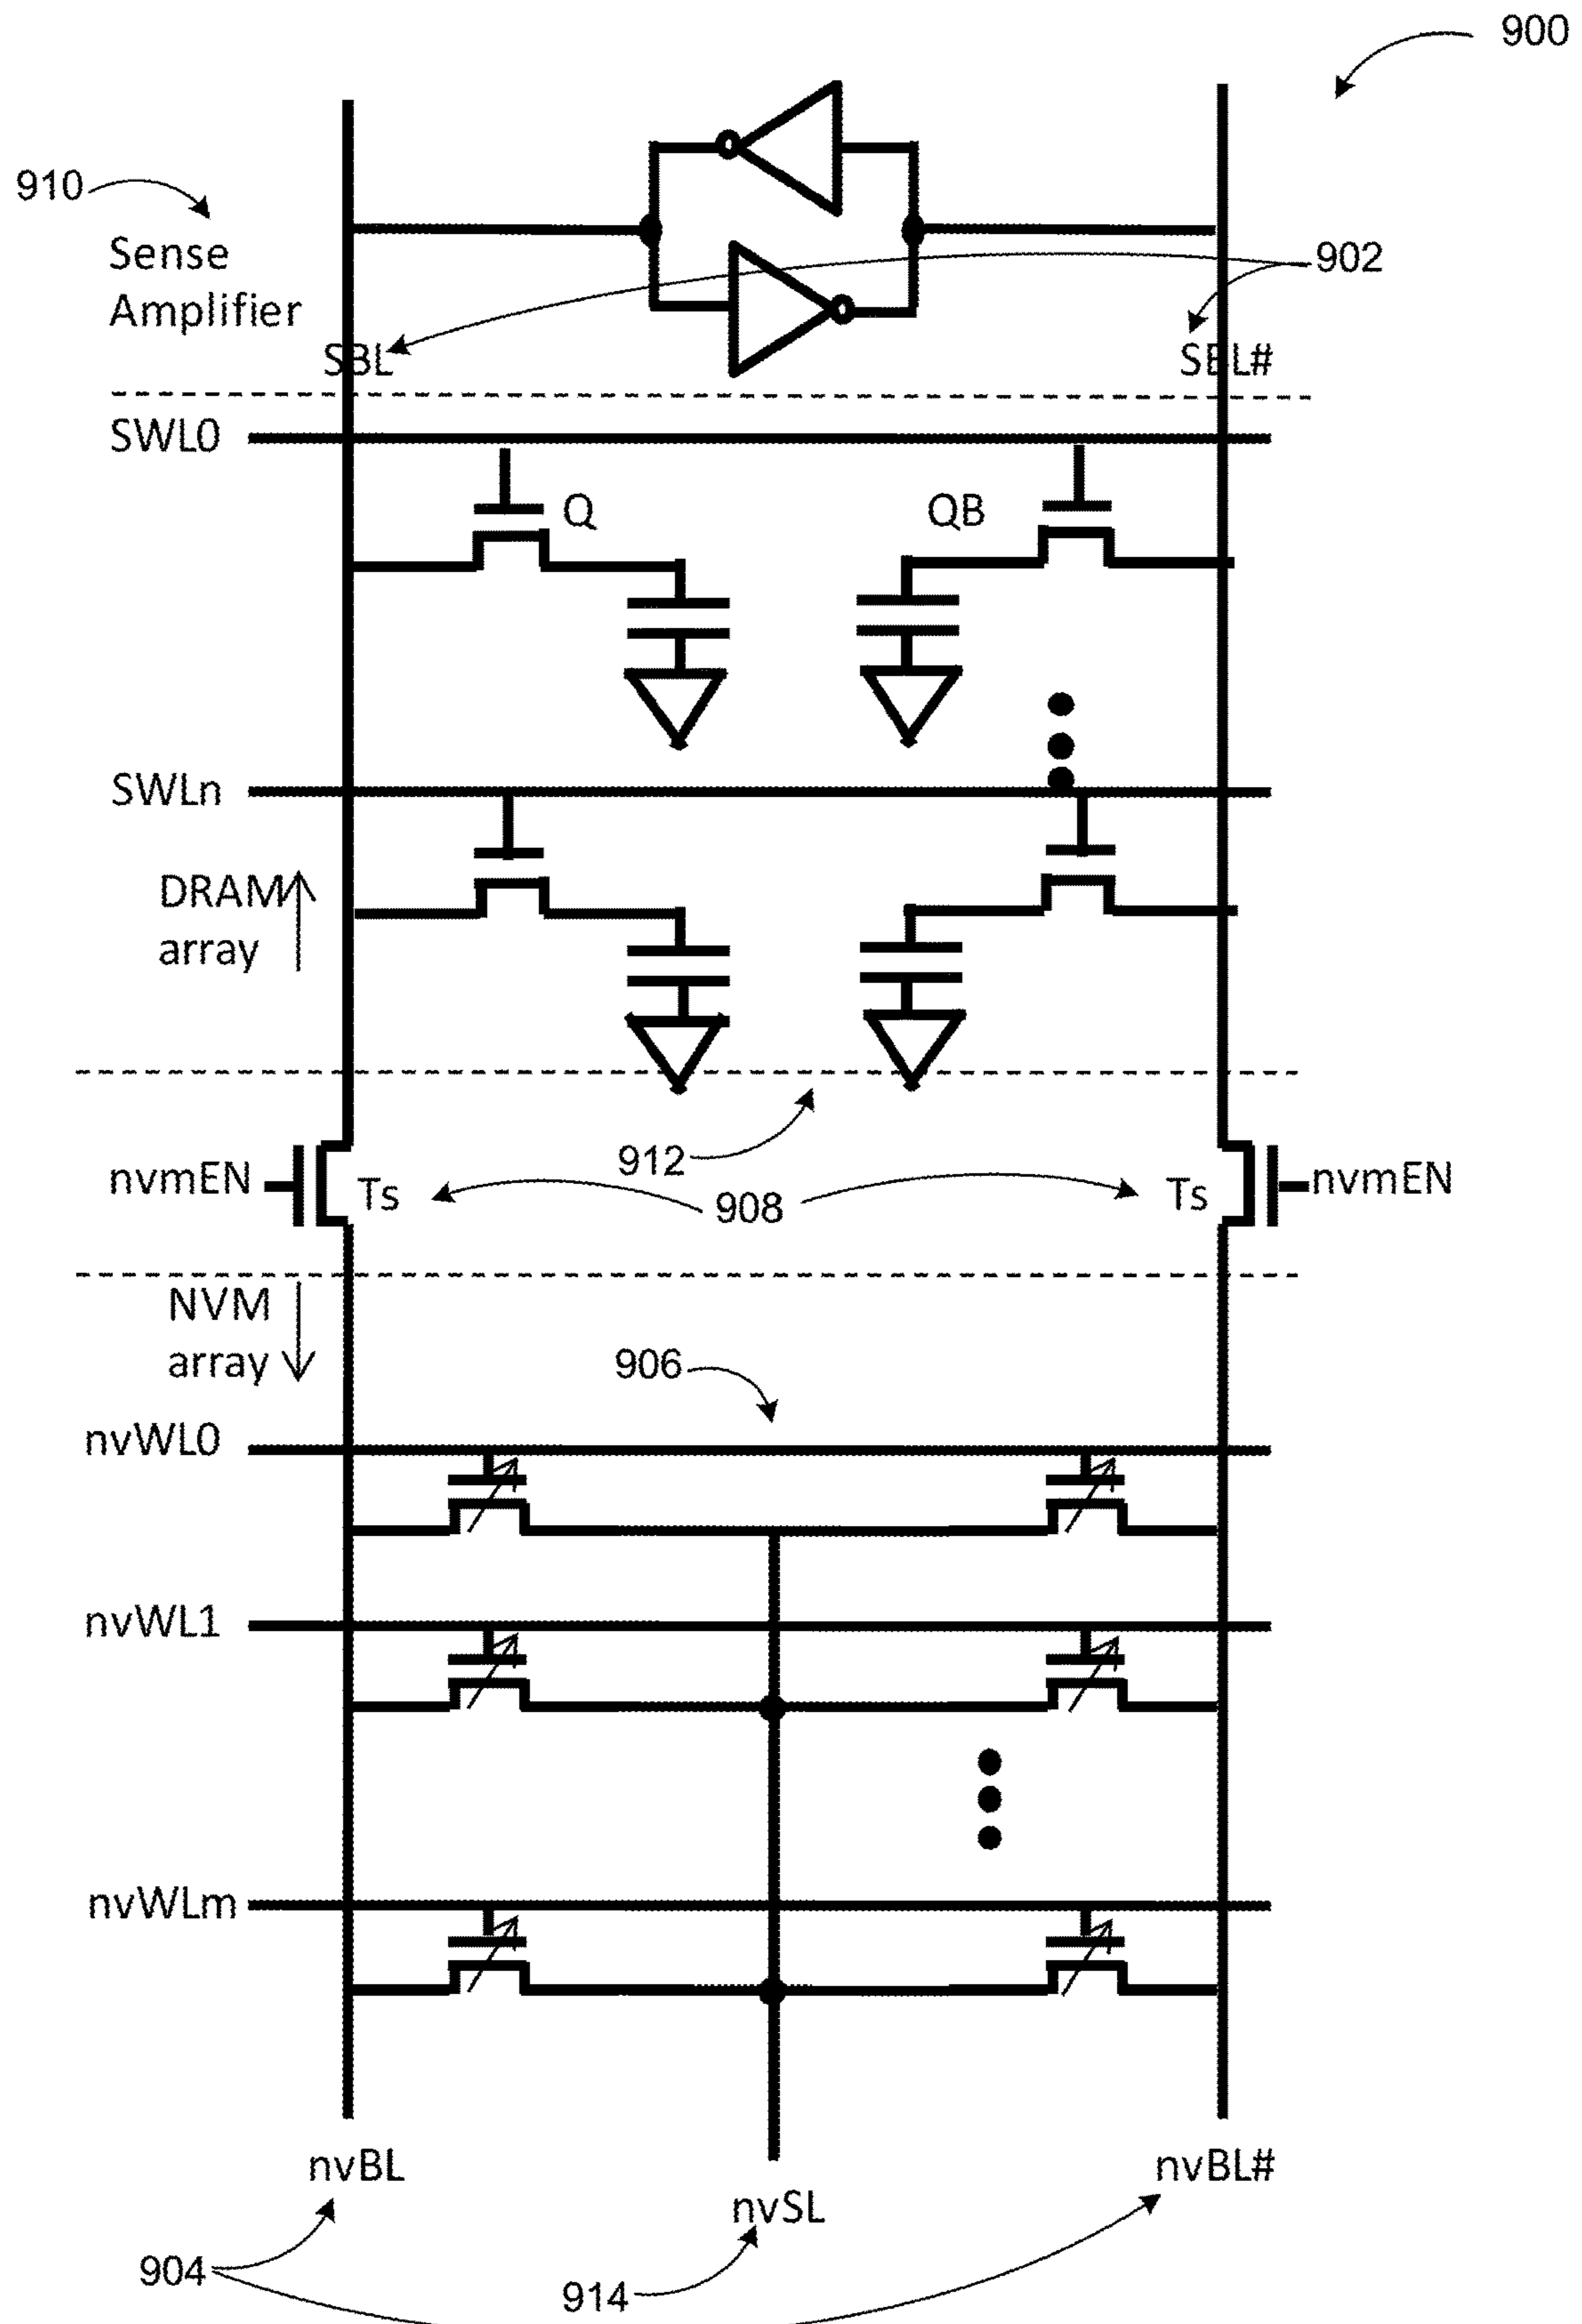 900
910
Sense
Amplifier
902
SBL
SBL#
SWL0
Q
QB
SWLn
DRAM
array
912
nvmEN
Ts
908
Ts
nvmEN
NVM
array
906
nvWL0
nvWL1
nvWLm
nvBL
nvSL
nvBL#
904
914